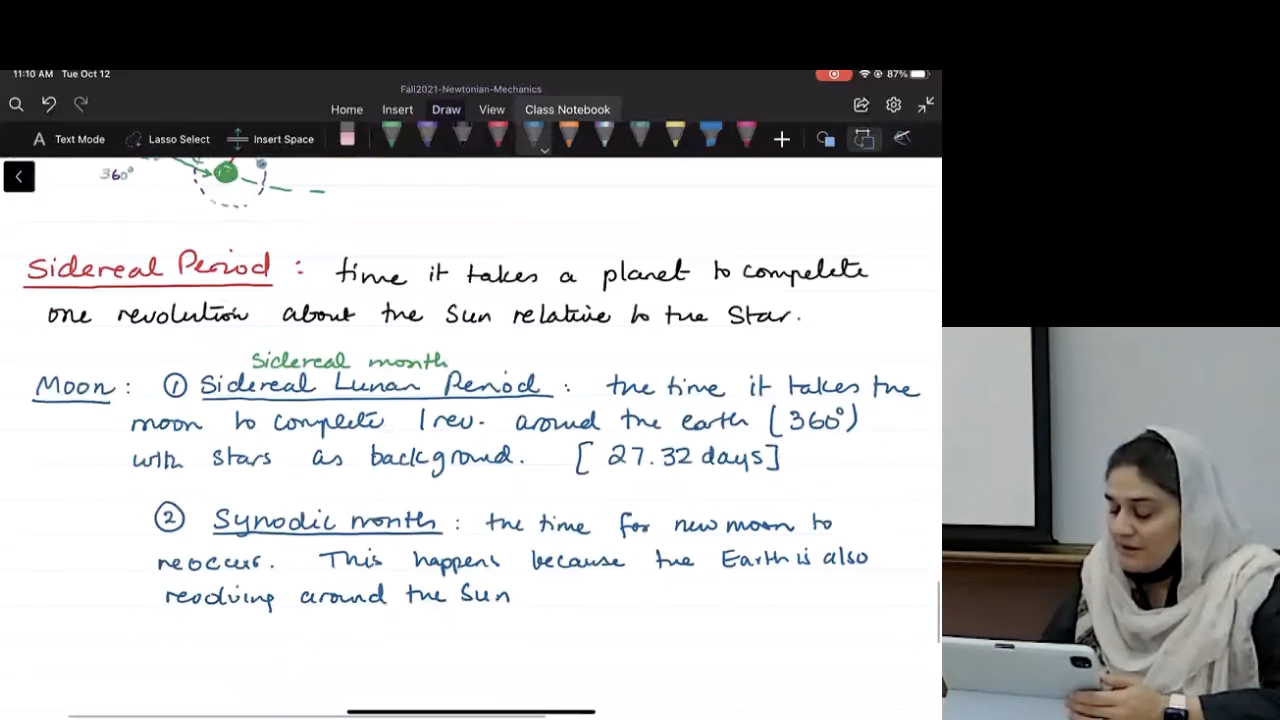 11:10 AM Tue Oct 12
87%
Fall2021-Newtonian-Mechanics
Home Insert Draw View Class Notebook
Text Mode Lasso Select Insert Space
360°
Sidereal Period : time it takes a planet to compelete
one revolution about the Sun relative to the Star.
Sidereal month
Moon : ① Sidereal Lunar Period : the time it takes the
moon to complete 1 rev. around the earth (360°)
with stars as background. [27.32 days]
② Synodic month : the time for new moon to
reoccur. This happens because the Earth is also
revolving around the Sun